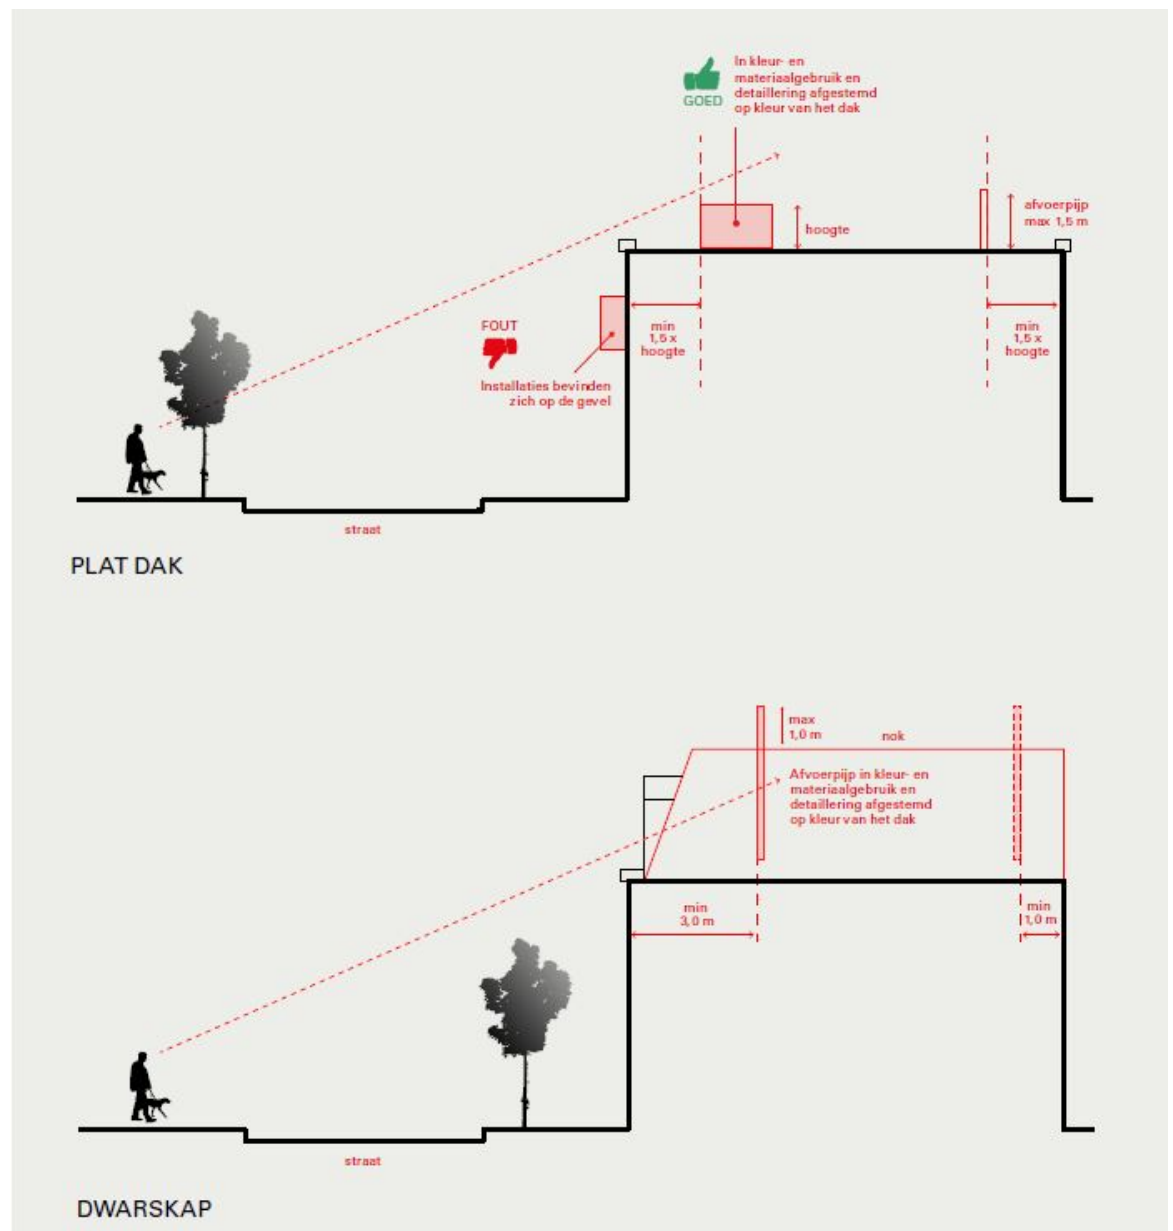 GOED
In kleur- en
materiaalgebruik en
detaillering afgestemd
op kleur van het dak
afvoerpijp
max 1,5 m
hoogte
FOUT
min
1,5 x
hoogte
min
1,5 x
hoogte
Installaties bevinden
zich op de gevel
straat
PLAT DAK
max
1,0 m
nok
Afvoerpijp in kleur- en
materiaalgebruik en
detaillering afgestemd
op kleur van het dak
min
3,0 m
min
1,0 m
straat
DWARSKAP